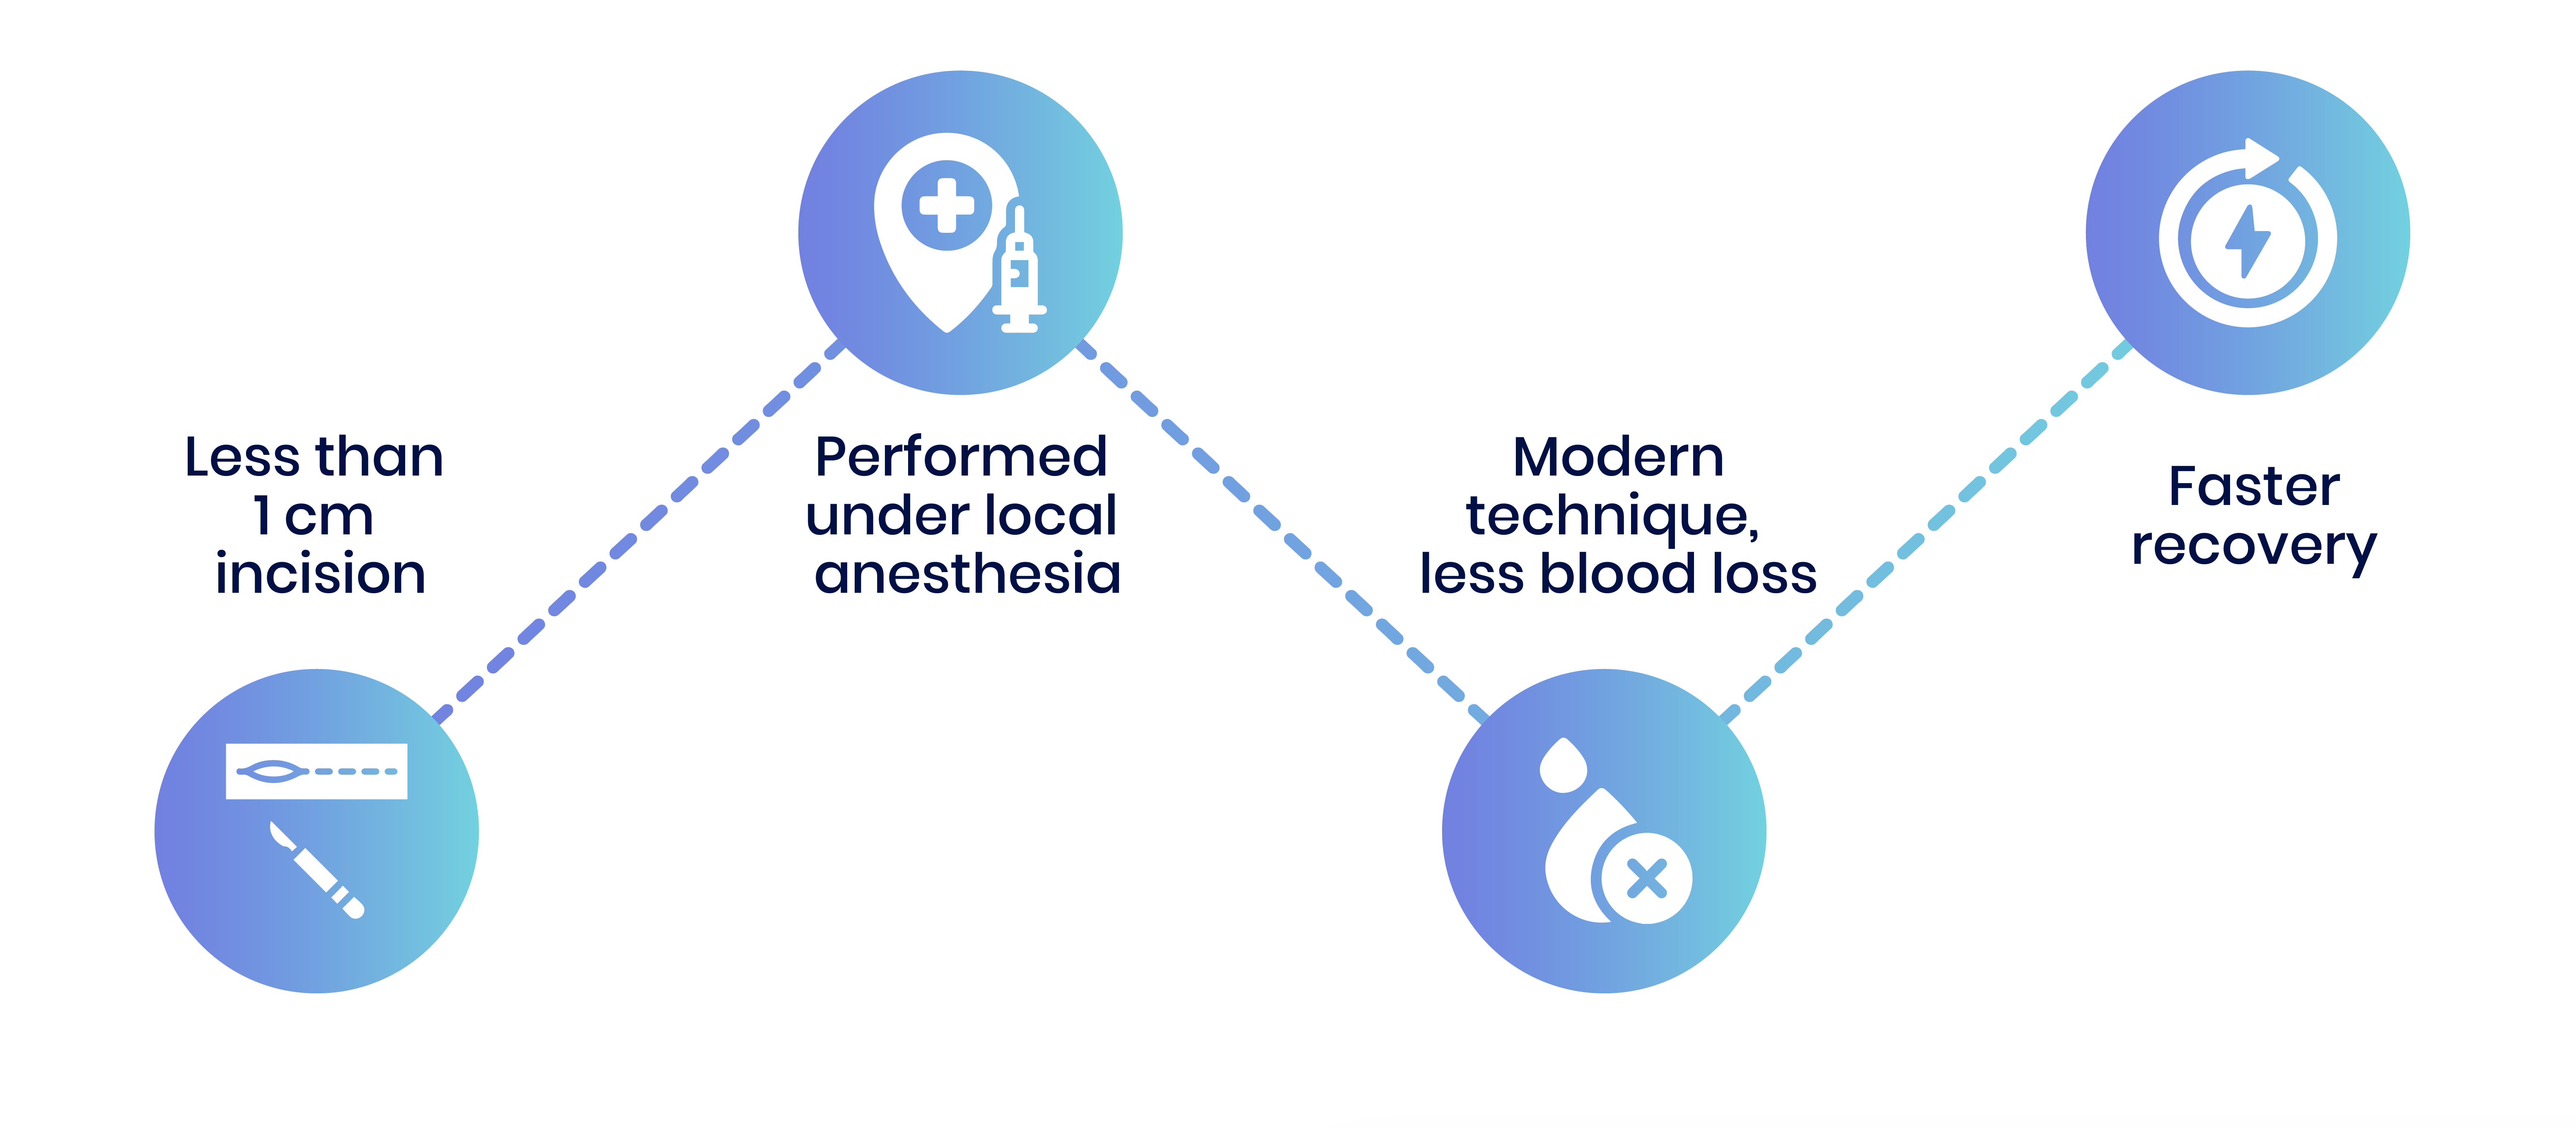 Less than
1 cm
incision
Performed
under local
anesthesia
Modern
technique,
less blood loss
Faster
recovery